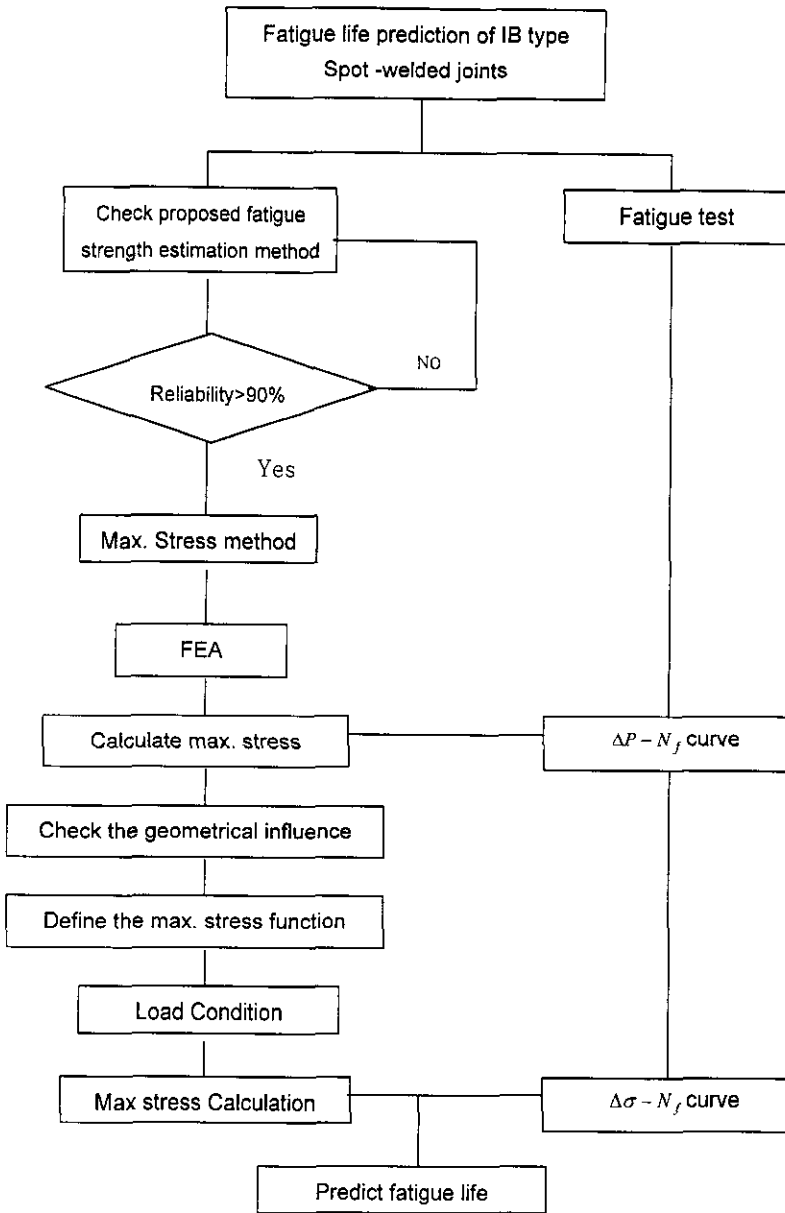 Fatigue life prediction of IB type
Spot -welded joints
Check proposed fatigue
strength estimation method
Fatigue test
No
Reliability>90%
Yes
Max. Stress method
FEA
Calculate max. stress
ΔP − N_f curve
Check the geometrical influence
Define the max. stress function
Load Condition
Max stress Calculation
Δσ − N_f curve
Predict fatigue life